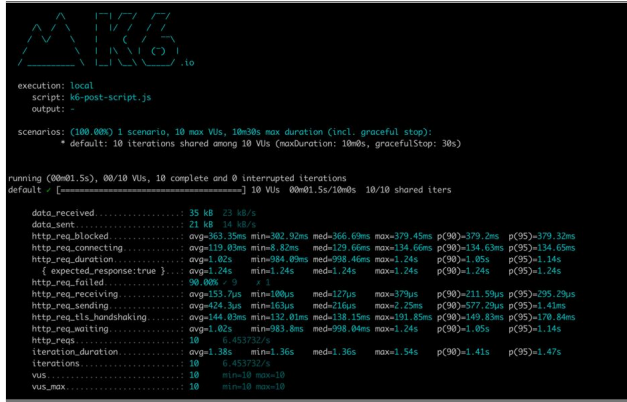 .io
execution: local
script: k6-post-script.js
output: -
scenarios: (100.00%) 1 scenario, 10 max VUs, 10m30s max duration (incl. graceful stop):
* default: 10 iterations shared among 10 VUs (maxDuration: 10m0s, gracefulStop: 30s)
running (00m01.5s), 00/10 VUs, 10 complete and 0 interrupted iterations
default ✓ [======================================] 10 VUs  00m01.5s/10m0s  10/10 shared iters
data_received..................: 35 kB  23 kB/s
data_sent......................: 21 kB  14 kB/s
http_req_blocked...............: avg=363.35ms min=302.92ms med=366.69ms max=379.45ms p(90)=379.2ms  p(95)=379.32ms
http_req_connecting............: avg=119.03ms min=8.82ms   med=129.66ms max=134.66ms p(90)=134.63ms p(95)=134.65ms
http_req_duration..............: avg=1.02s    min=984.09ms med=998.46ms max=1.24s    p(90)=1.05s    p(95)=1.14s
{ expected_response:true }...: avg=1.24s    min=1.24s    med=1.24s    max=1.24s    p(90)=1.24s    p(95)=1.24s
http_req_failed................: 90.00% ✓ 9    ✗ 1
http_req_receiving.............: avg=153.7µs  min=100µs    med=127µs    max=379µs    p(90)=211.59µs p(95)=295.29µs
http_req_sending...............: avg=424.3µs  min=163µs    med=216µs    max=2.25ms   p(90)=577.29µs p(95)=1.41ms
http_req_tls_handshaking.......: avg=144.03ms min=132.01ms med=138.15ms max=191.85ms p(90)=149.83ms p(95)=170.84ms
http_req_waiting...............: avg=1.02s    min=983.8ms  med=998.04ms max=1.24s    p(90)=1.05s    p(95)=1.14s
http_reqs......................: 10     6.453732/s
iteration_duration.............: avg=1.38s    min=1.36s    med=1.36s    max=1.54s    p(90)=1.41s    p(95)=1.47s
iterations.....................: 10     6.453732/s
vus............................: 10     min=10 max=10
vus_max........................: 10     min=10 max=10